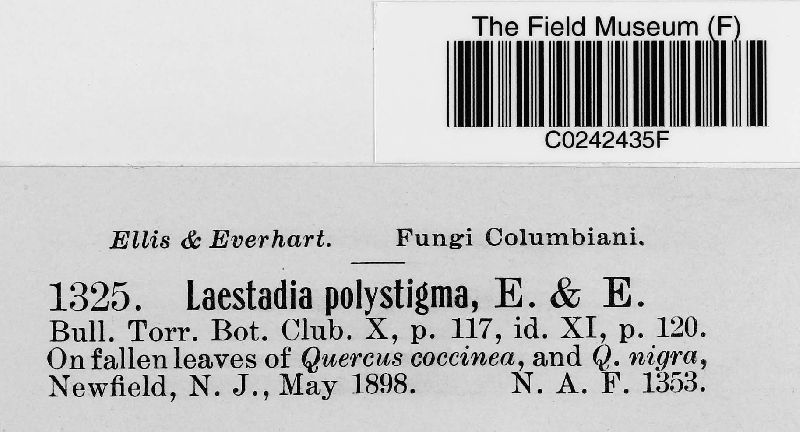 The Field Museum (F)
C0242435F
Ellis & Everhart. Fungi Columbiani.
1325. Laestadia polystigma, E. & E.
Bull. Torr. Bot. Club. X, p. 117, id. XI, p. 120.
On fallen leaves of Quercus coccinea, and Q. nigra,
Newfield, N. J., May 1898. N. A. F. 1353.